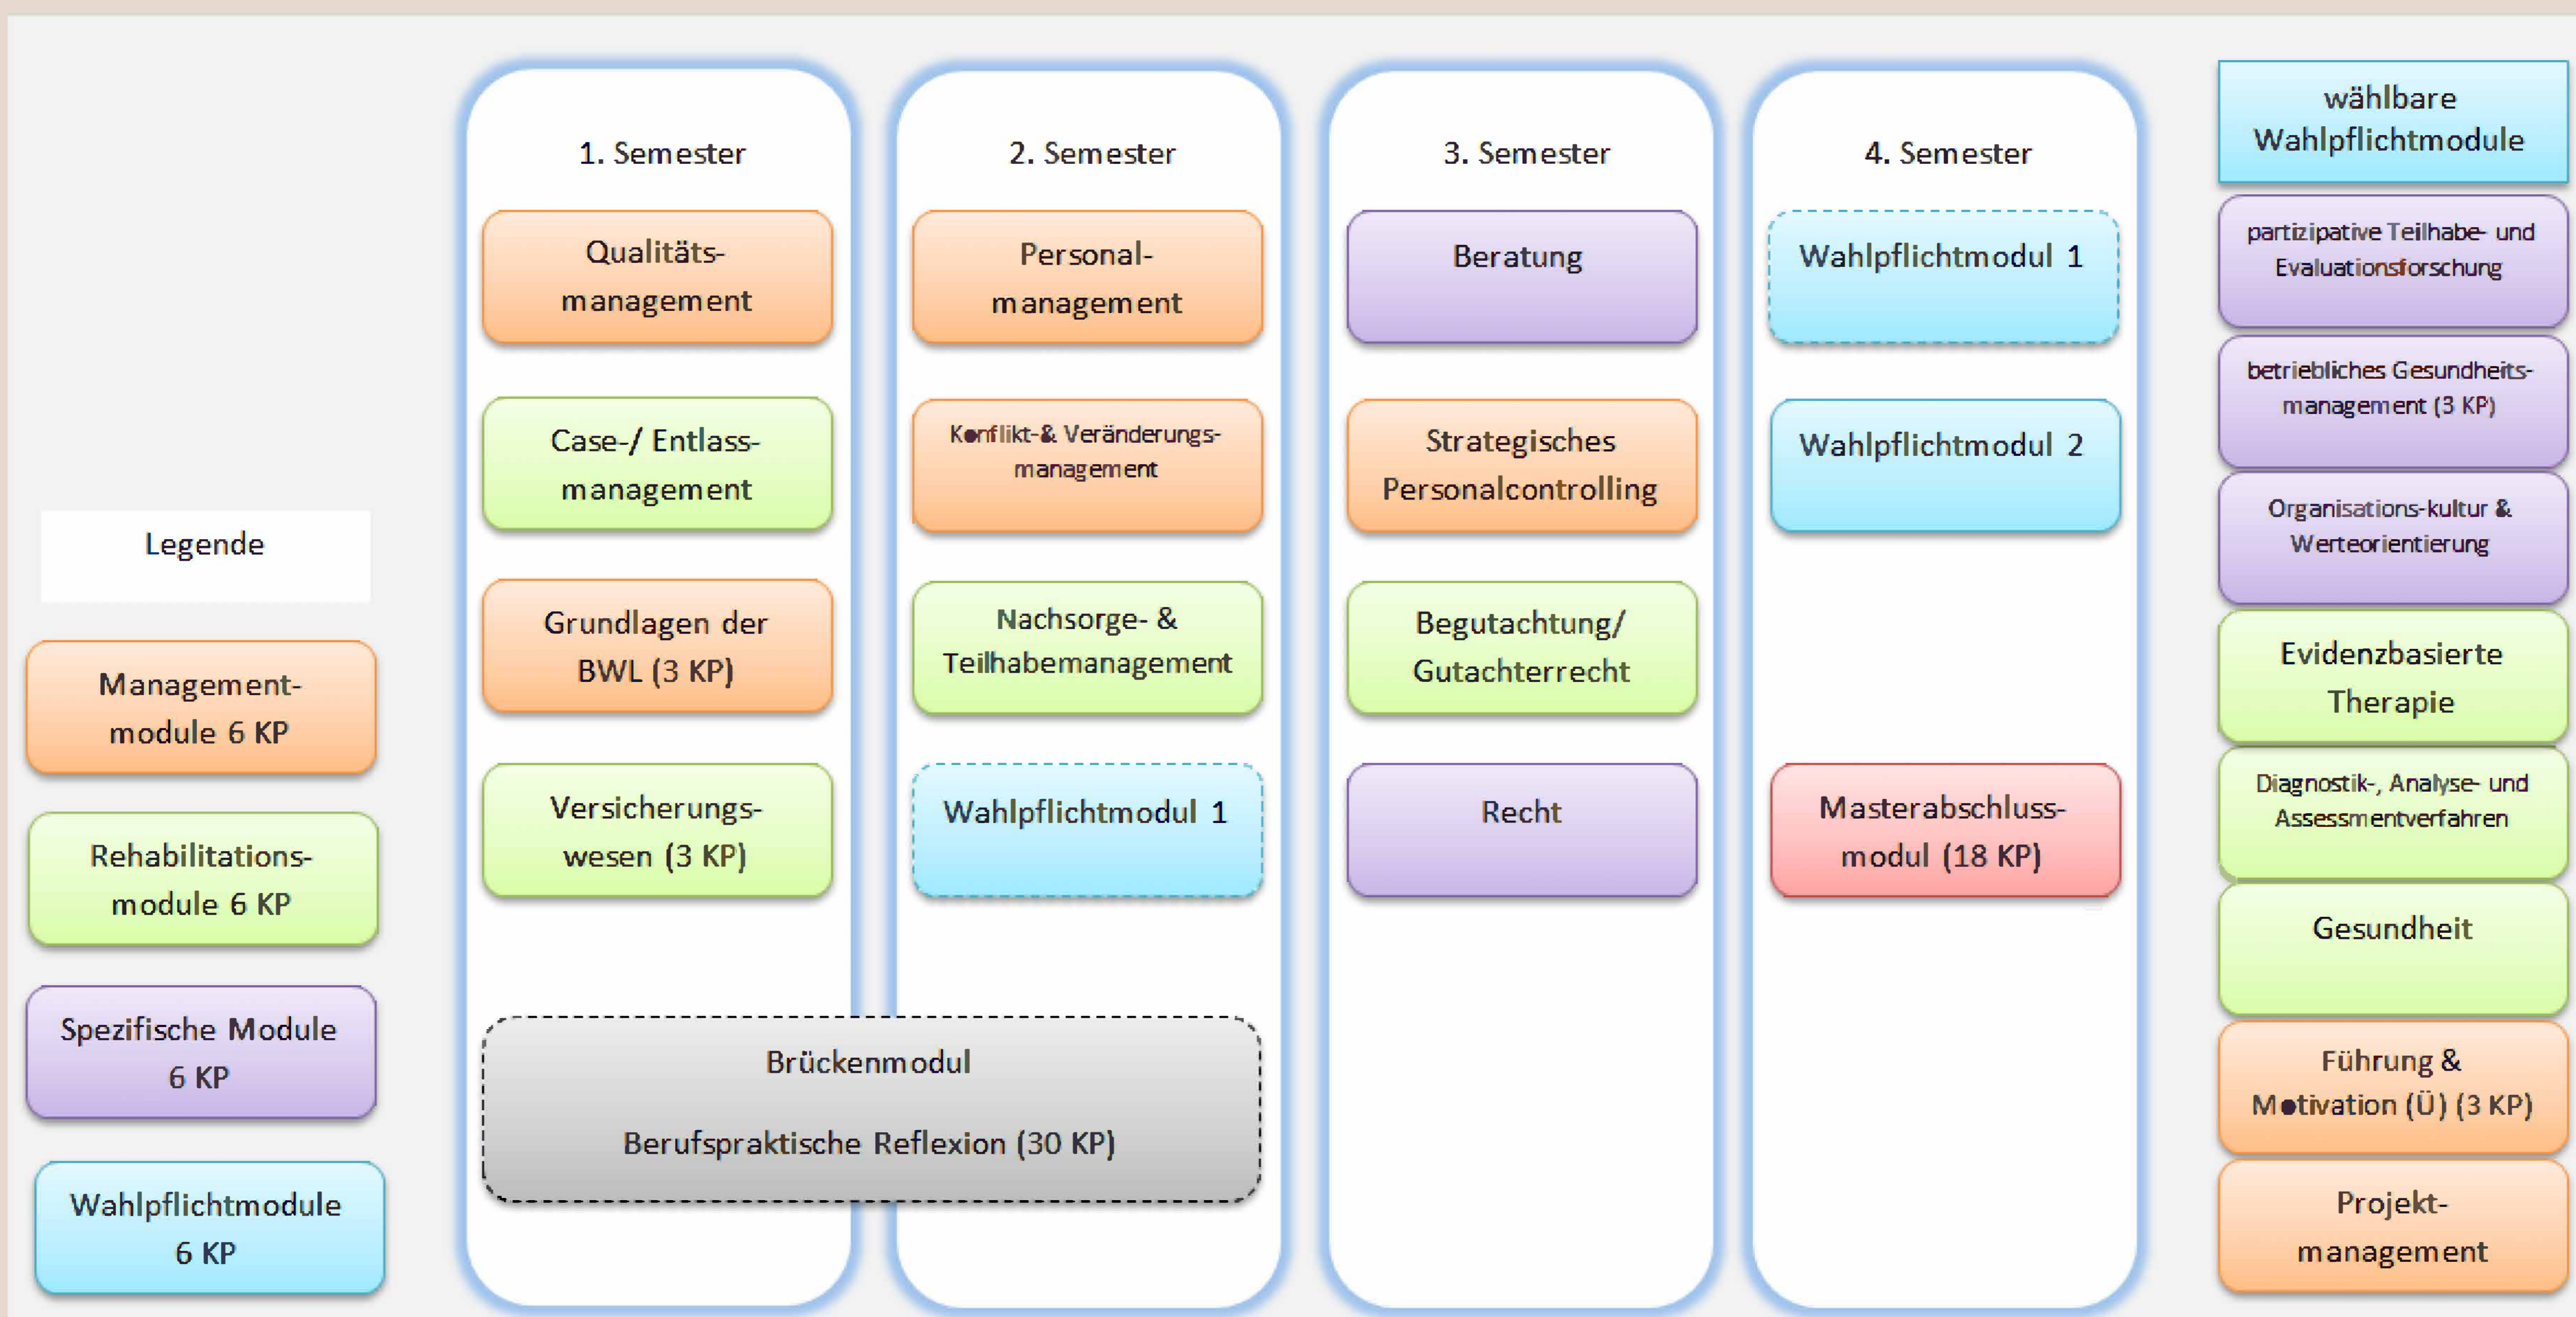 Legende
Management-
module 6 KP
Rehabilitations-
module 6 KP
Spezifische Module
6 KP
Wahlpflichtmodule
6 KP
1. Semester
Qualitäts-
management
Case-/ Entlass-
management
Grundlagen der
BWL (3 KP)
Versicherungs-
wesen (3 KP)
2. Semester
Personal-
management
Konflikt-& Veränderungs-
management
Nachsorge- &
Teilhabemanagement
Wahlpflichtmodul 1
Brückenmodul
Berufspraktische Reflexion (30 KP)
3. Semester
Beratung
Strategisches
Personalcontrolling
Begutachtung/
Gutachterrecht
Recht
4. Semester
Wahlpflichtmodul 1
Wahlpflichtmodul 2
Masterabschluss-
modul (18 KP)
wählbare
Wahlpflichtmodule
partizipative Teilhabe- und
Evaluationsforschung
betriebliches Gesundheits-
management (3 KP)
Organisations-kultur &
Werteorientierung
Evidenzbasierte
Therapie
Diagnostik-, Analyse- und
Assessmentverfahren
Gesundheit
Führung &
Motivation (Ü) (3 KP)
Projekt-
management